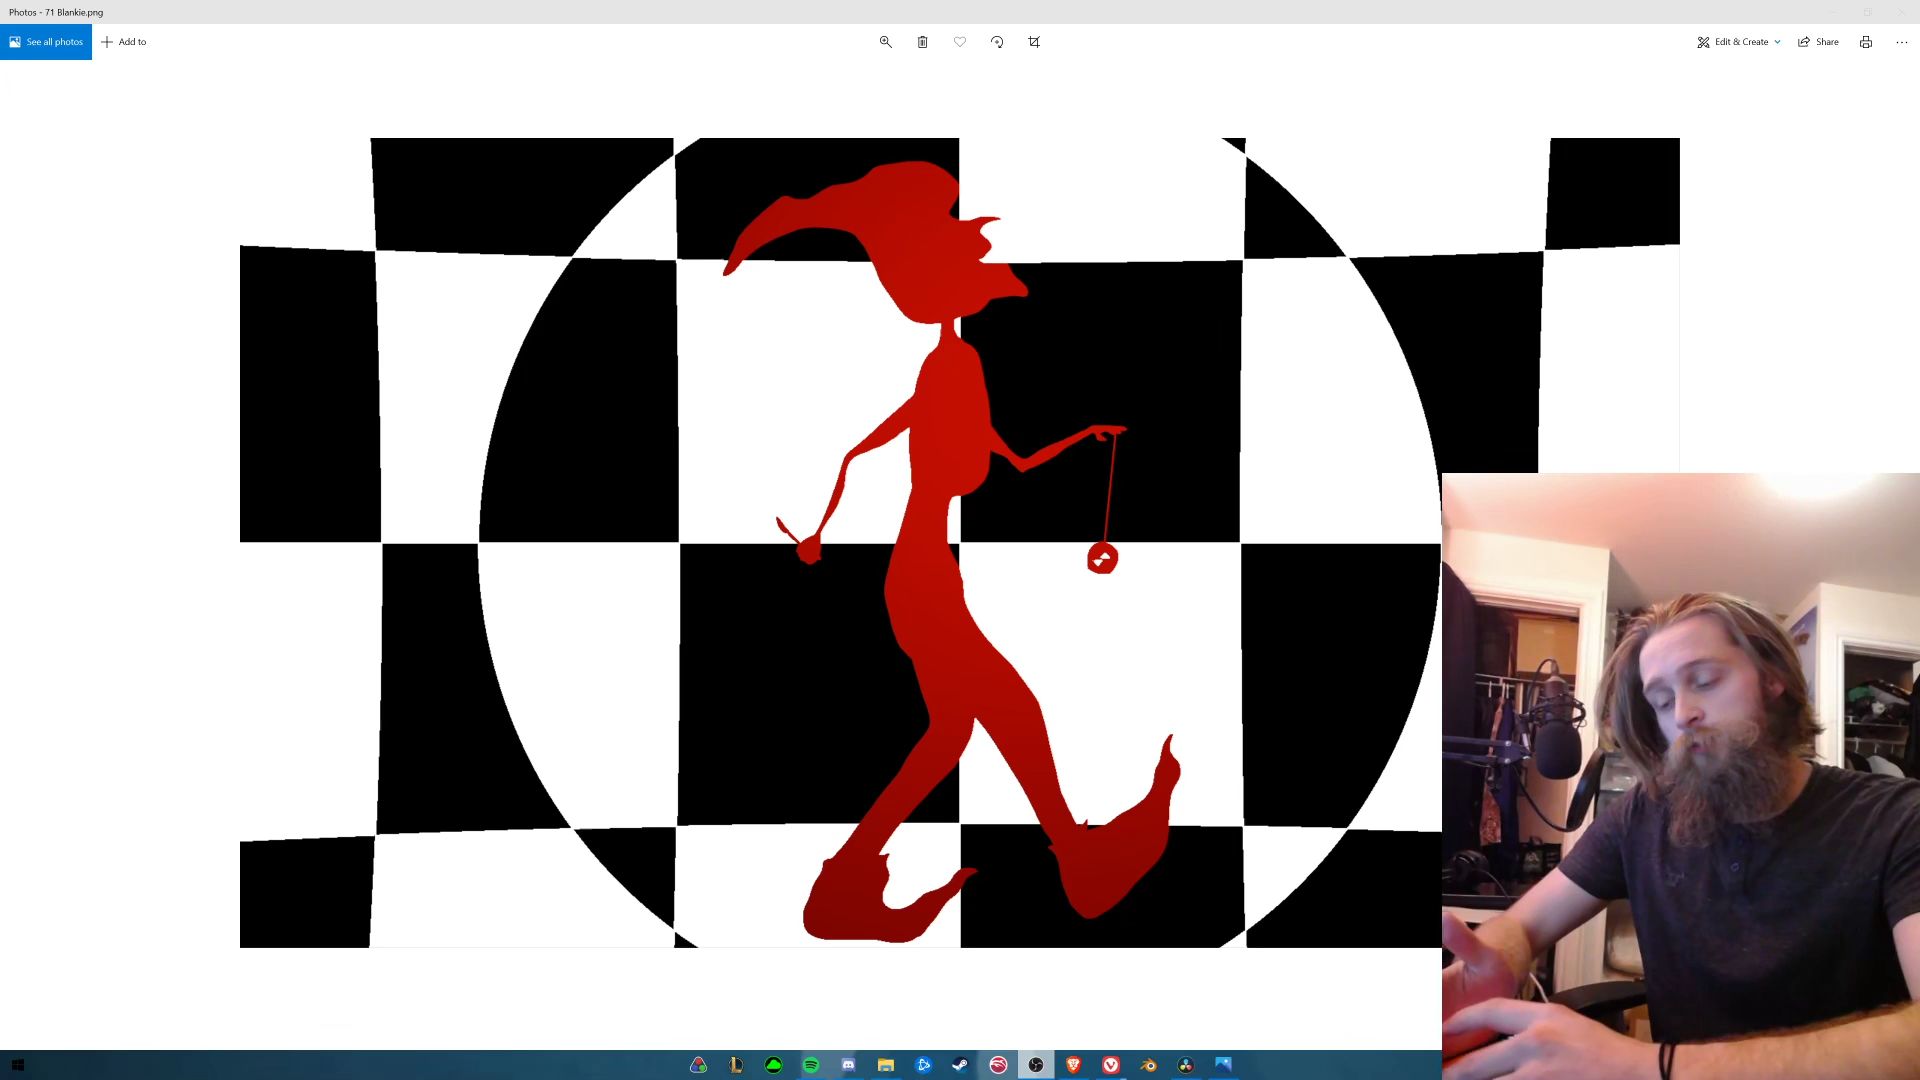 Photos - 71 Blankie.png
See all photos
Add to
Edit & Create
Share